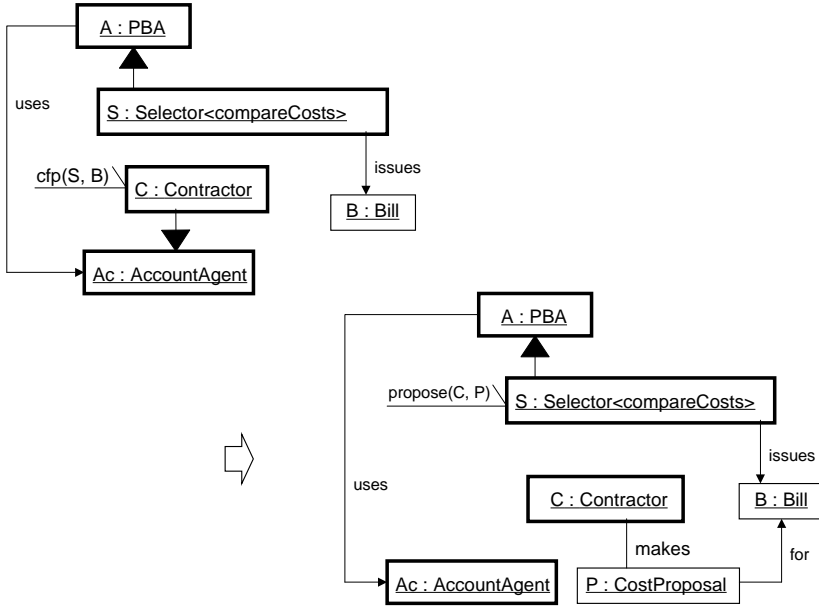 A : PBA
uses
S : Selector<compareCosts>
issues
cfp(S, B)
C : Contractor
B : Bill
Ac : AccountAgent
A : PBA
propose(C, P)
S : Selector<compareCosts>
issues
uses
C : Contractor
B : Bill
makes
for
Ac : AccountAgent
P : CostProposal